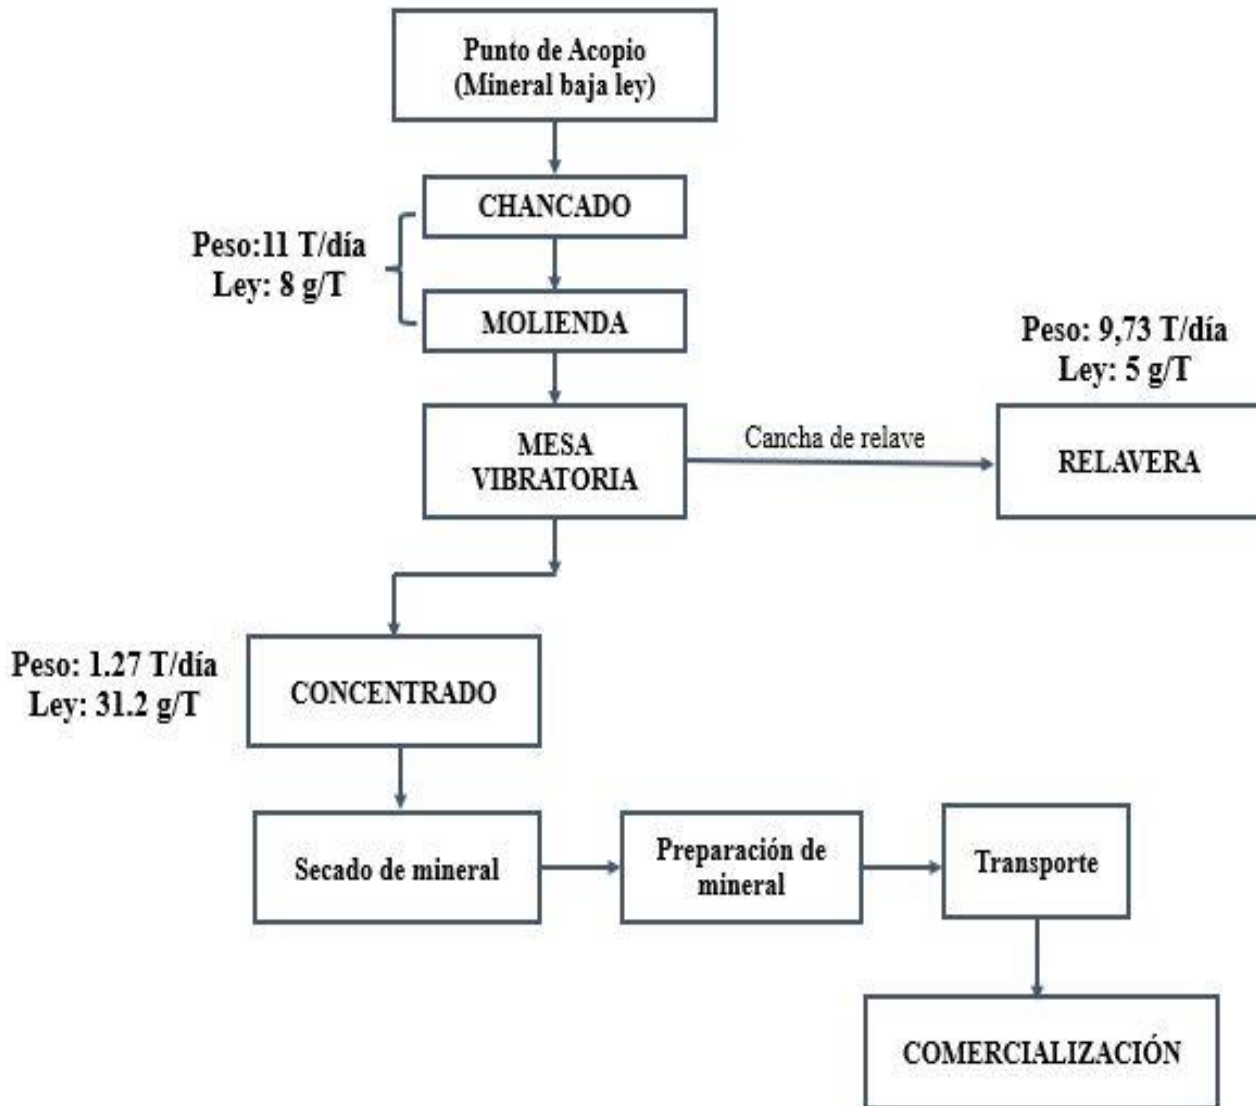 Punto de Acopio
(Mineral baja ley)
CHANCADO
Peso:11 T/día
Ley: 8 g/T
MOLIENDA
Peso: 9,73 T/día
Ley: 5 g/T
MESA
VIBRATORIA
Cancha de relave
RELAVERA
Peso: 1.27 T/día
Ley: 31.2 g/T
CONCENTRADO
Secado de mineral
Preparación de
mineral
Transporte
COMERCIALIZACIÓN